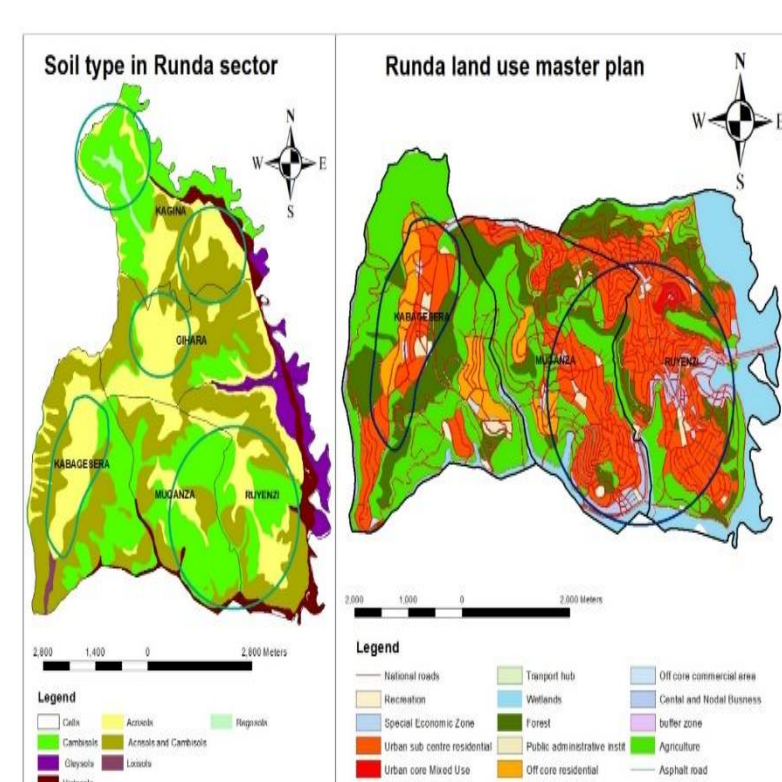 Soil type in Runda sector
N
W E
S
KAGINA
GIHARA
KABAGESERA
MUGANZA
RUYENZI
2,800 1,400 0 2,800 Meters
Legend
Cells
Cambisols
Gleysols
Acrisols
Acrisols and Cambisols
Lixisols
Regosols
Runda land use master plan
N
W E
S
KABAGESERA
MUGANZA
RUYENZI
2,000 1,000 0 2,000 Meters
Legend
National roads
Recreation
Special Economic Zone
Urban sub centre residential
Urban core Mixed Use
Tranport hub
Wetlands
Forest
Public administrative instit
Off core residential
Off core commercial area
Cental and Nodal Busness
buffer zone
Agriculture
Asphalt road